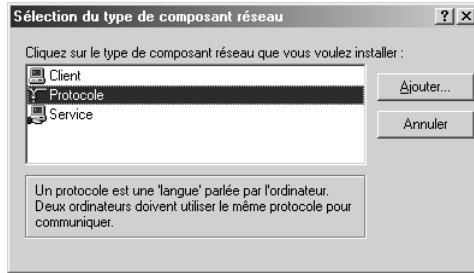 Sélection du type de composant réseau
Cliquez sur le type de composant réseau que vous voulez installer :
Client
Protocole
Service
Ajouter...
Annuler
Un protocole est une 'langue' parlée par l'ordinateur.
Deux ordinateurs doivent utiliser le même protocole pour
communiquer.